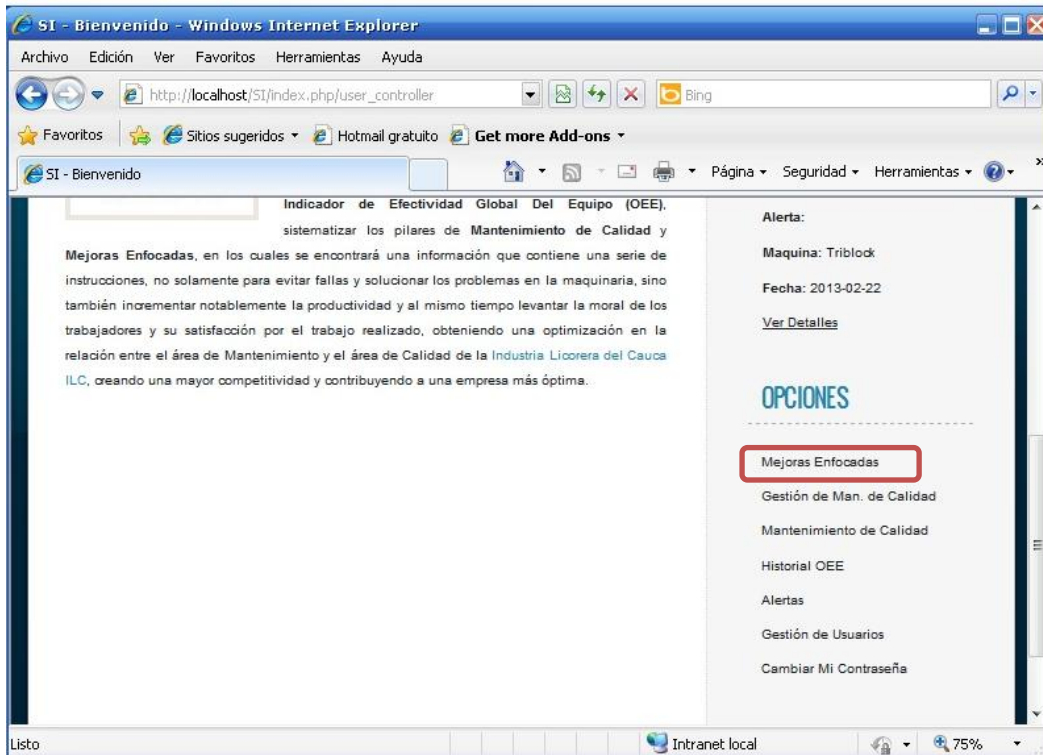 SI - Bienvenido - Windows Internet Explorer
Archivo Edición Ver Favoritos Herramientas Ayuda
http://localhost/SI/index.php/user_controller
Bing
Favoritos Sitios sugeridos Hotmail gratuito Get more Add-ons
SI - Bienvenido Página Seguridad Herramientas »
Indicador de Efectividad Global Del Equipo (OEE),
sistematizar los pilares de Mantenimiento de Calidad y
Mejoras Enfocadas, en los cuales se encontrará una información que contiene una serie de
instrucciones, no solamente para evitar fallas y solucionar los problemas en la maquinaria, sino
también incrementar notablemente la productividad y al mismo tiempo levantar la moral de los
trabajadores y su satisfacción por el trabajo realizado, obteniendo una optimización en la
relación entre el área de Mantenimiento y el área de Calidad de la Industria Licorera del Cauca
ILC, creando una mayor competitividad y contribuyendo a una empresa más óptima.
Alerta:
Maquina: Triblock
Fecha: 2013-02-22
Ver Detalles
OPCIONES
Mejoras Enfocadas
Gestión de Man. de Calidad
Mantenimiento de Calidad
Historial OEE
Alertas
Gestión de Usuarios
Cambiar Mi Contraseña
Listo Intranet local 75%